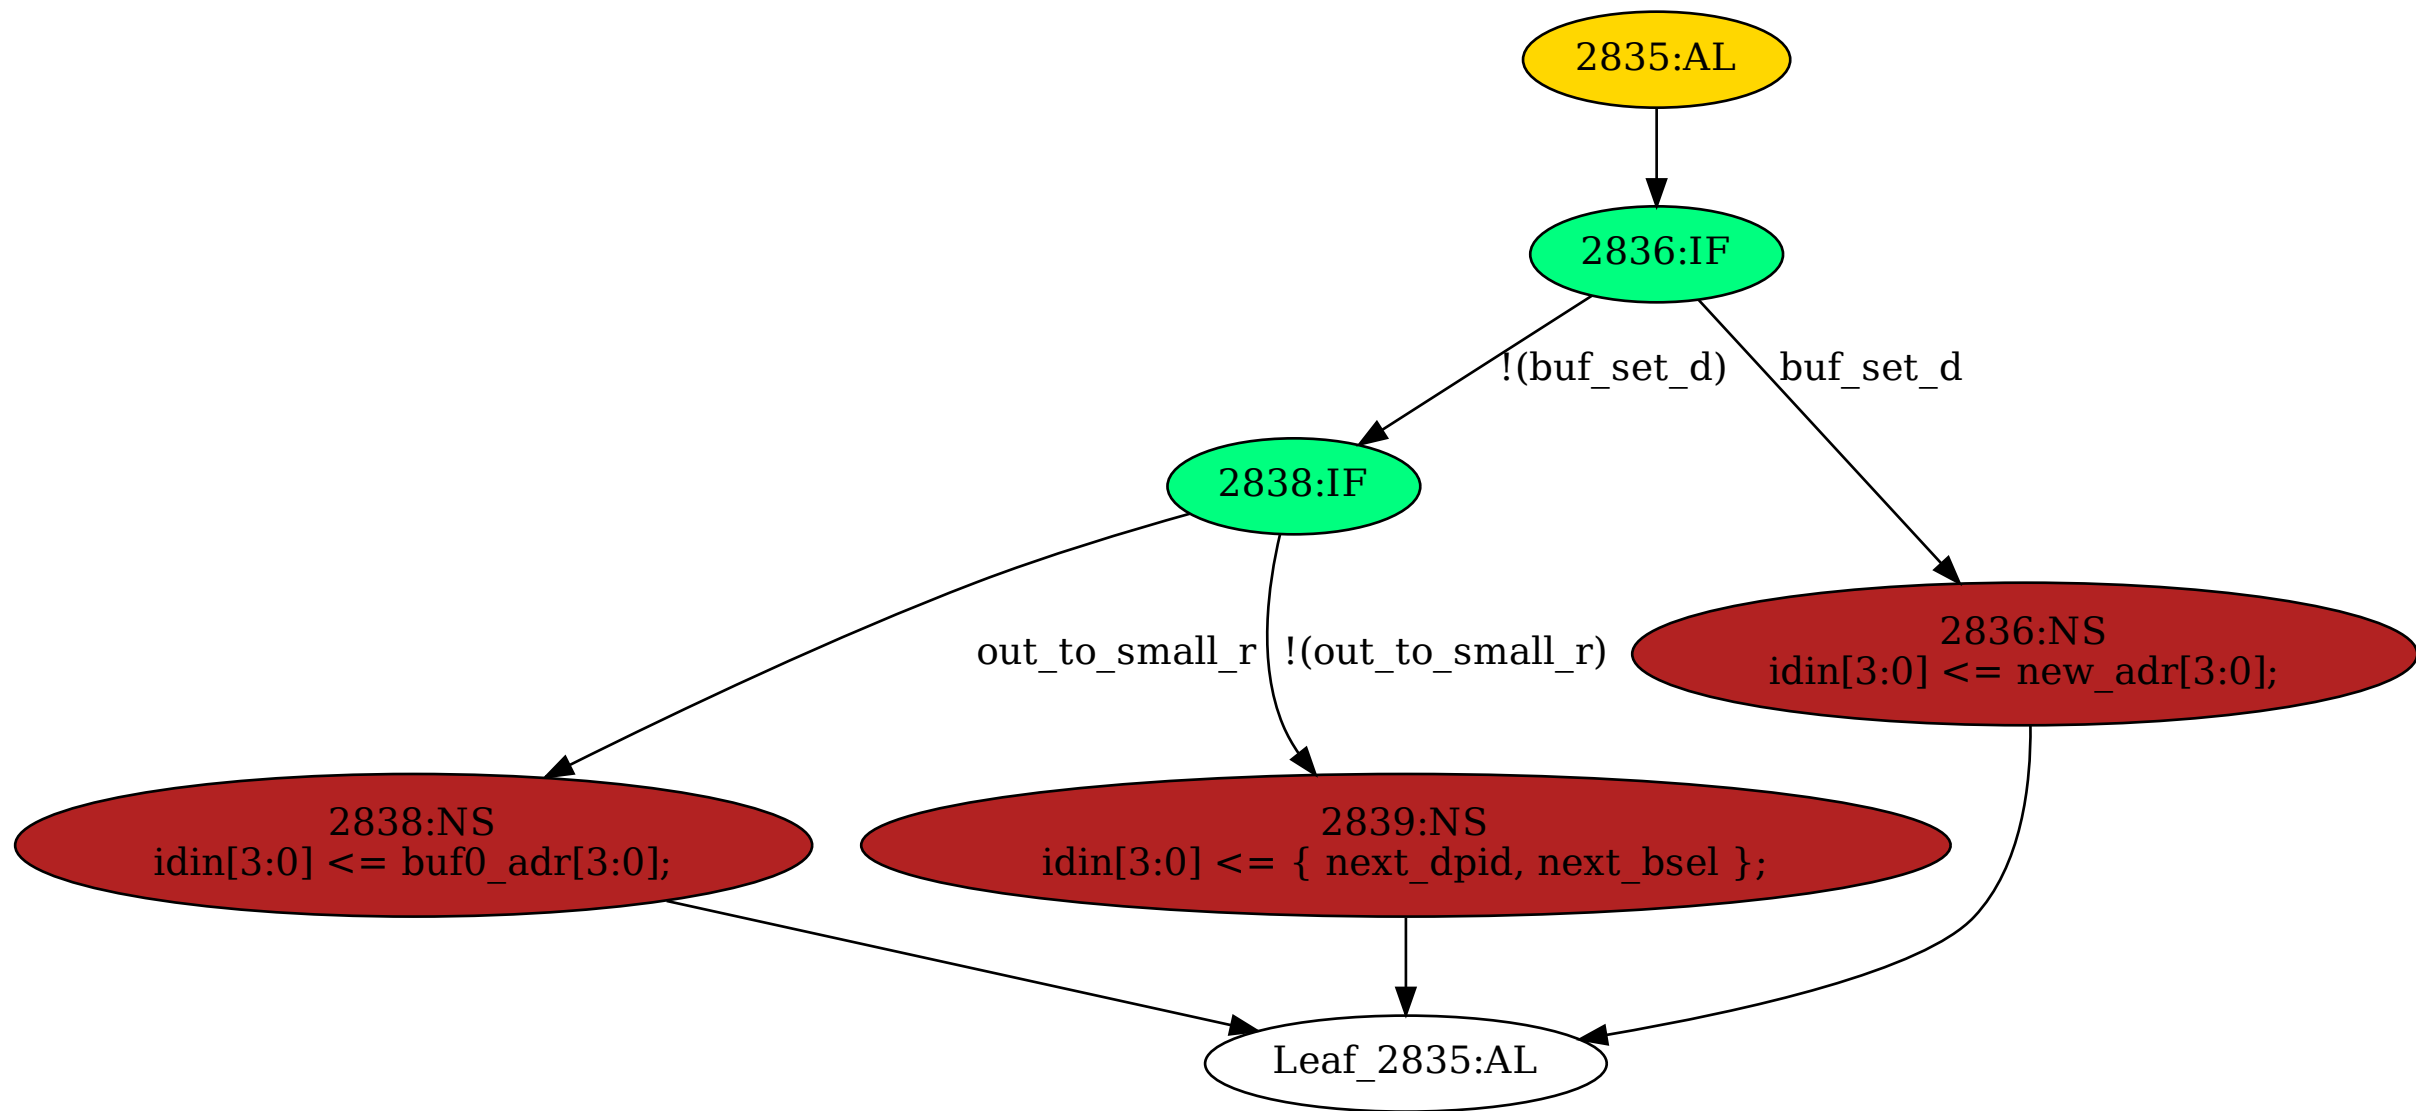 2835:AL
2836:IF
!(buf_set_d)
buf_set_d
2838:IF
out_to_small_r
!(out_to_small_r)
2836:NS
idin[3:0] <= new_adr[3:0];
2838:NS
idin[3:0] <= buf0_adr[3:0];
2839:NS
idin[3:0] <= { next_dpid, next_bsel };
Leaf_2835:AL